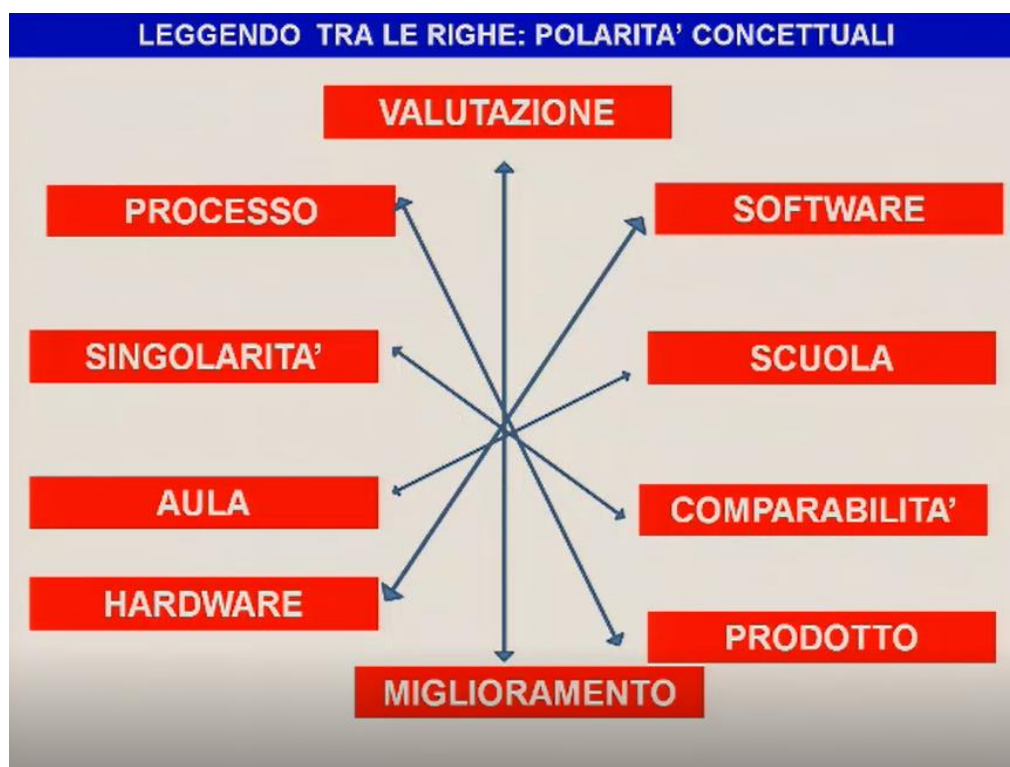 LEGGENDO TRA LE RIGHE: POLARITA' CONCETTUALI
VALUTAZIONE
PROCESSO
SOFTWARE
SINGOLARITA'
SCUOLA
AULA
COMPARABILITA'
HARDWARE
PRODOTTO
MIGLIORAMENTO